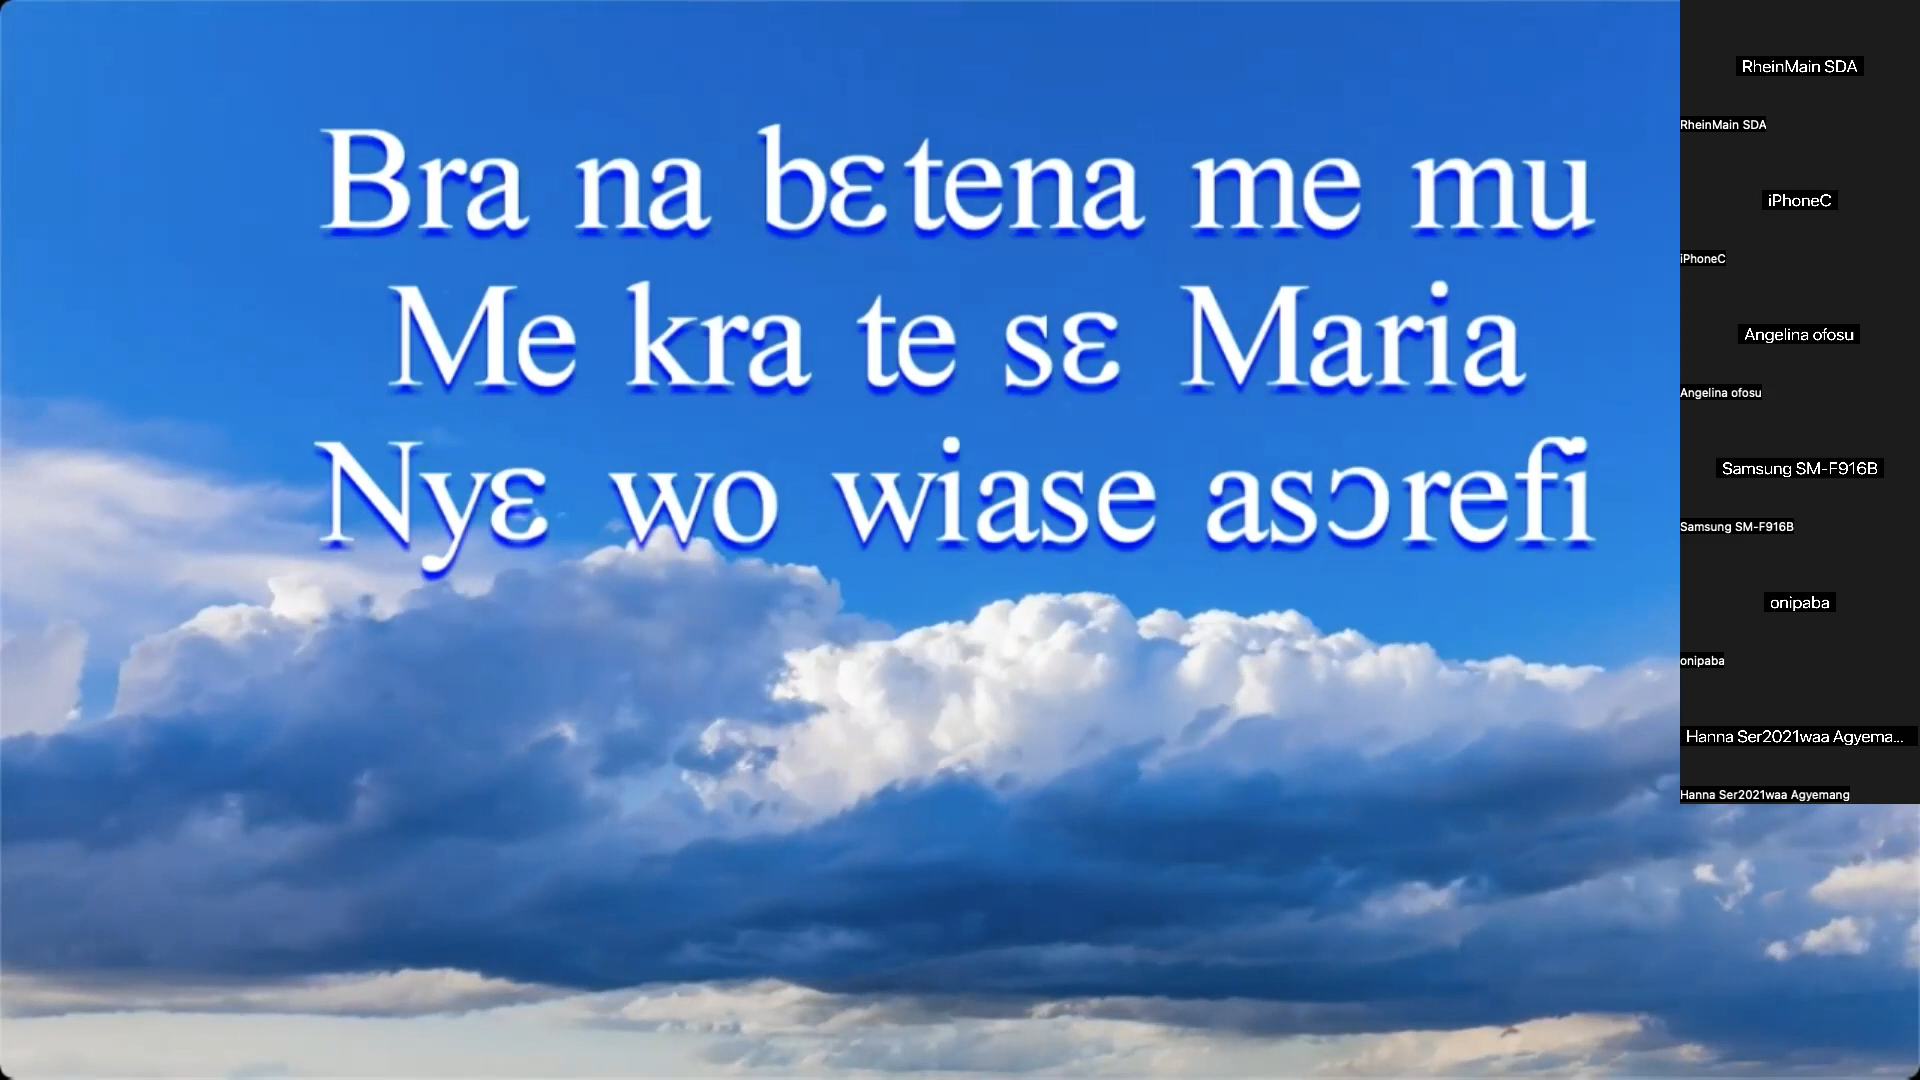 Bra na bɛtena me mu
Me kra te sɛ Maria
Nyɛ wo wiase asɔrefi
RheinMain SDA
RheinMain SDA
iPhoneC
iPhoneC
Angelina ofosu
Angelina ofosu
Samsung SM-F916B
Samsung SM-F916B
onipaba
onipaba
Hanna Ser2021waa Agyema...
Hanna Ser2021waa Agyemang